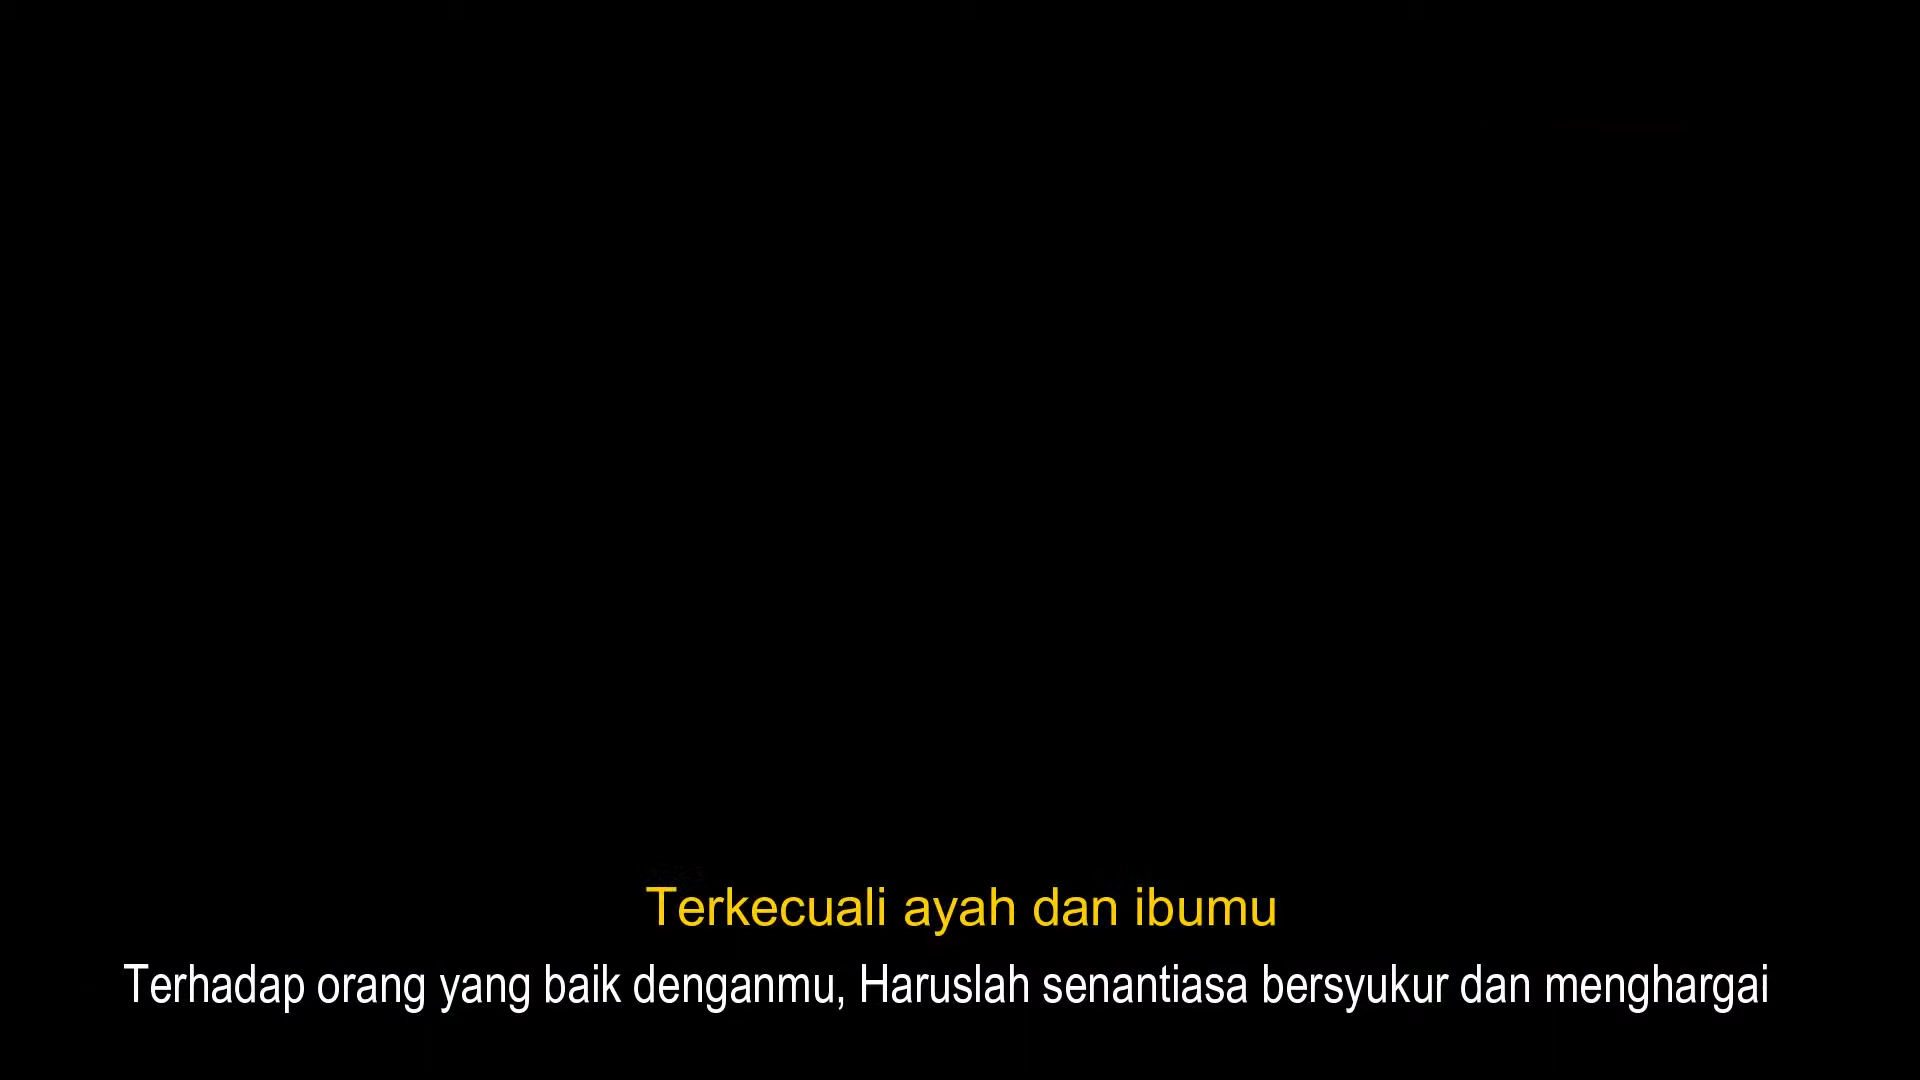 Terkecuali ayah dan ibumu
Terhadap orang yang baik denganmu, Haruslah senantiasa bersyukur dan menghargai